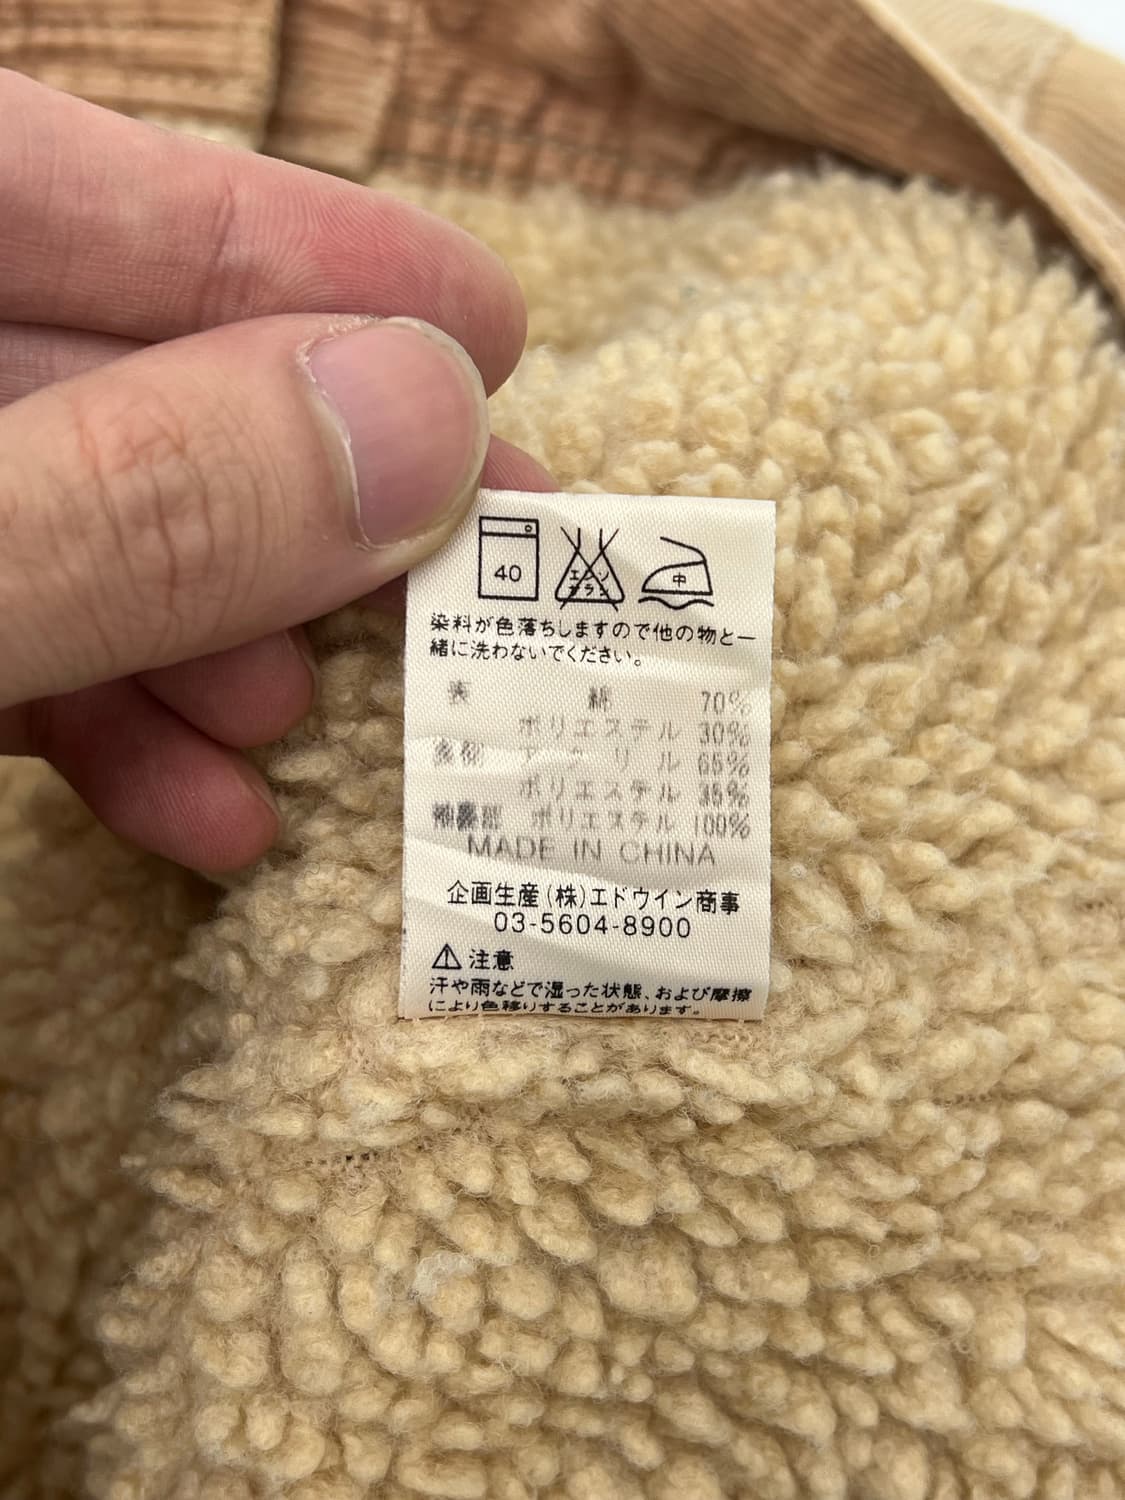 40
エンソ
サラシ
中
染料が色落ちしますので他の物と一
緒に洗わないでください。
表 綿 70%
ポリエステル 30%
アクリル 65%
ポリエステル 35%
ポリエステル 100%
MADE IN CHINA
企画生産(株)エドウイン商事
03-5604-8900
⚠ 注意
汗や雨などで湿った状態、および摩擦
により色移りすることがあります。